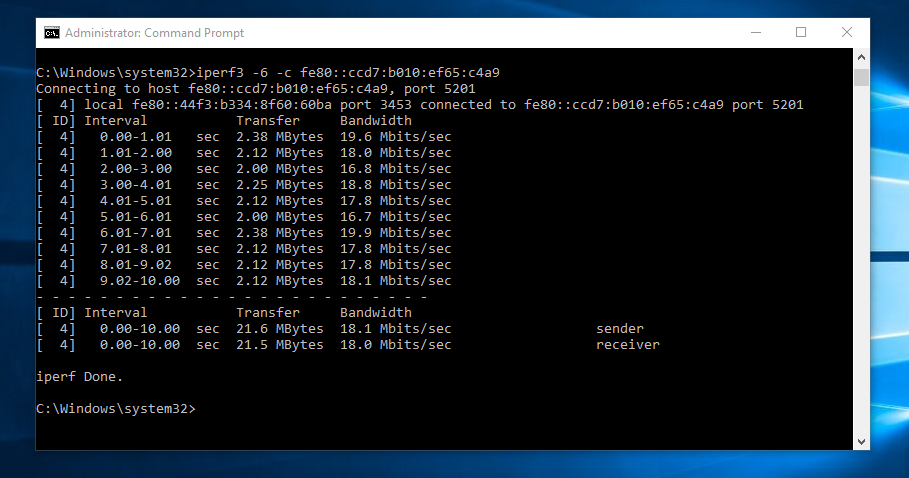 Administrator: Command Prompt
C:\Windows\system32>iperf3 -6 -c fe80::ccd7:b010:ef65:c4a9
Connecting to host fe80::ccd7:b010:ef65:c4a9, port 5201
[  4] local fe80::44f3:b334:8f60:60ba port 3453 connected to fe80::ccd7:b010:ef65:c4a9 port 5201
[ ID] Interval           Transfer     Bandwidth
[  4]   0.00-1.01   sec  2.38 MBytes  19.6 Mbits/sec
[  4]   1.01-2.00   sec  2.12 MBytes  18.0 Mbits/sec
[  4]   2.00-3.00   sec  2.00 MBytes  16.8 Mbits/sec
[  4]   3.00-4.01   sec  2.25 MBytes  18.8 Mbits/sec
[  4]   4.01-5.01   sec  2.12 MBytes  17.8 Mbits/sec
[  4]   5.01-6.01   sec  2.00 MBytes  16.7 Mbits/sec
[  4]   6.01-7.01   sec  2.38 MBytes  19.9 Mbits/sec
[  4]   7.01-8.01   sec  2.12 MBytes  17.8 Mbits/sec
[  4]   8.01-9.02   sec  2.12 MBytes  17.8 Mbits/sec
[  4]   9.02-10.00  sec  2.12 MBytes  18.1 Mbits/sec
- - - - - - - - - - - - - - - - - - - - - - - - -
[ ID] Interval           Transfer     Bandwidth
[  4]   0.00-10.00  sec  21.6 MBytes  18.1 Mbits/sec                  sender
[  4]   0.00-10.00  sec  21.5 MBytes  18.0 Mbits/sec                  receiver
iperf Done.
C:\Windows\system32>